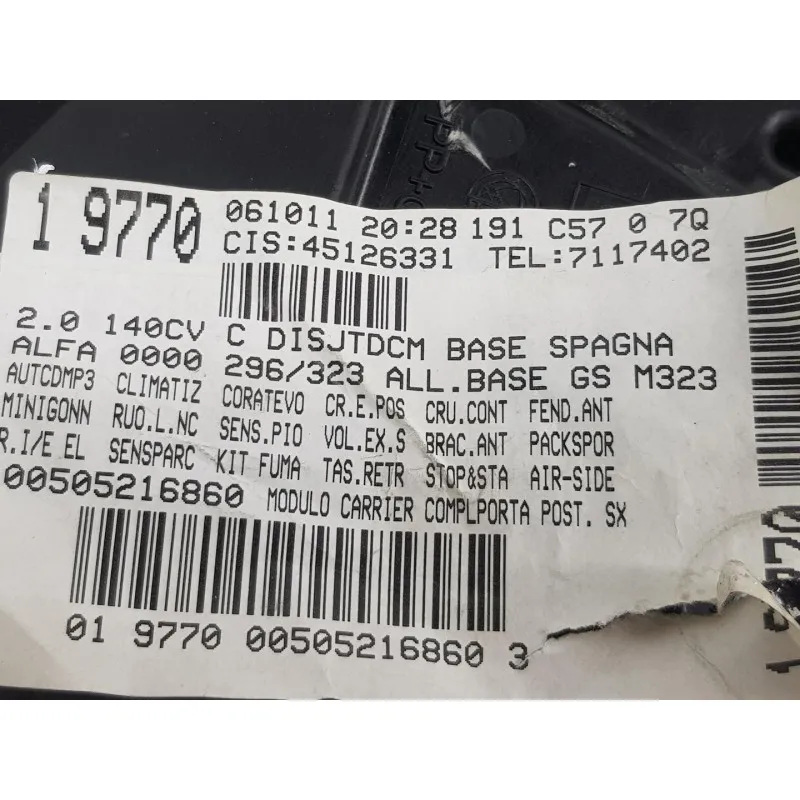 1 9770 061011 20:28 191 C57 0 7Q
CIS:45126331 TEL:7117402
2.0 140CV C DISJTDCM BASE SPAGNA
ALFA 0000 296/323 ALL.BASE GS M323
AUTCDMP3 CLIMATIZ CORATEVO CR.E.POS CRU.CONT FEND.ANT
MINIGONN RUO.L.NC SENS.PIO VOL.EX.S BRAC.ANT PACKSPOR
R.I/E EL SENSPARC KIT FUMA TAS.RETR STOP&STA AIR-SIDE
00505216860 MODULO CARRIER COMPLPORTA POST. SX
01 9770 00505216860 3